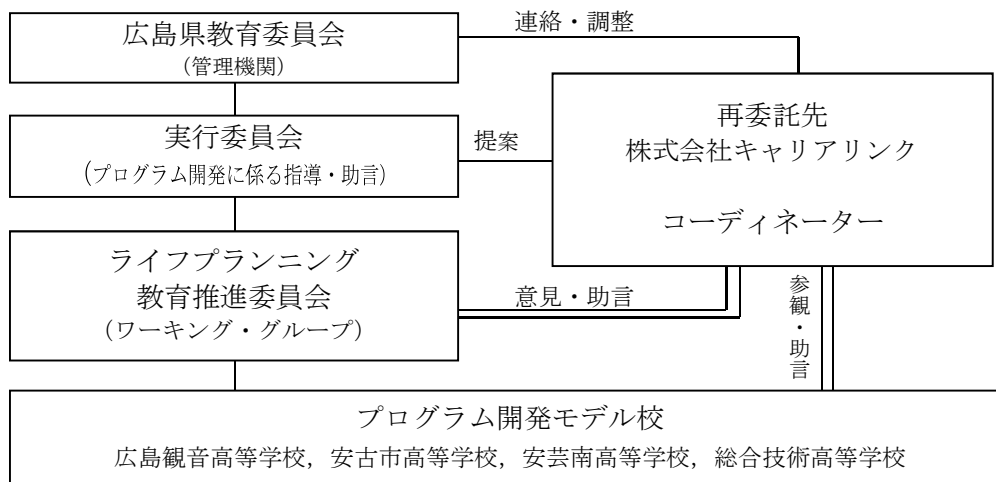 広島県教育委員会
(管理機関)
連絡・調整
実行委員会
(プログラム開発に係る指導・助言)
提案
再委託先
株式会社キャリアリンク
コーディネーター
ライフプランニング
教育推進委員会
(ワーキング・グループ)
意見・助言
参観・助言
プログラム開発モデル校
広島観音高等学校，安古市高等学校，安芸南高等学校，総合技術高等学校